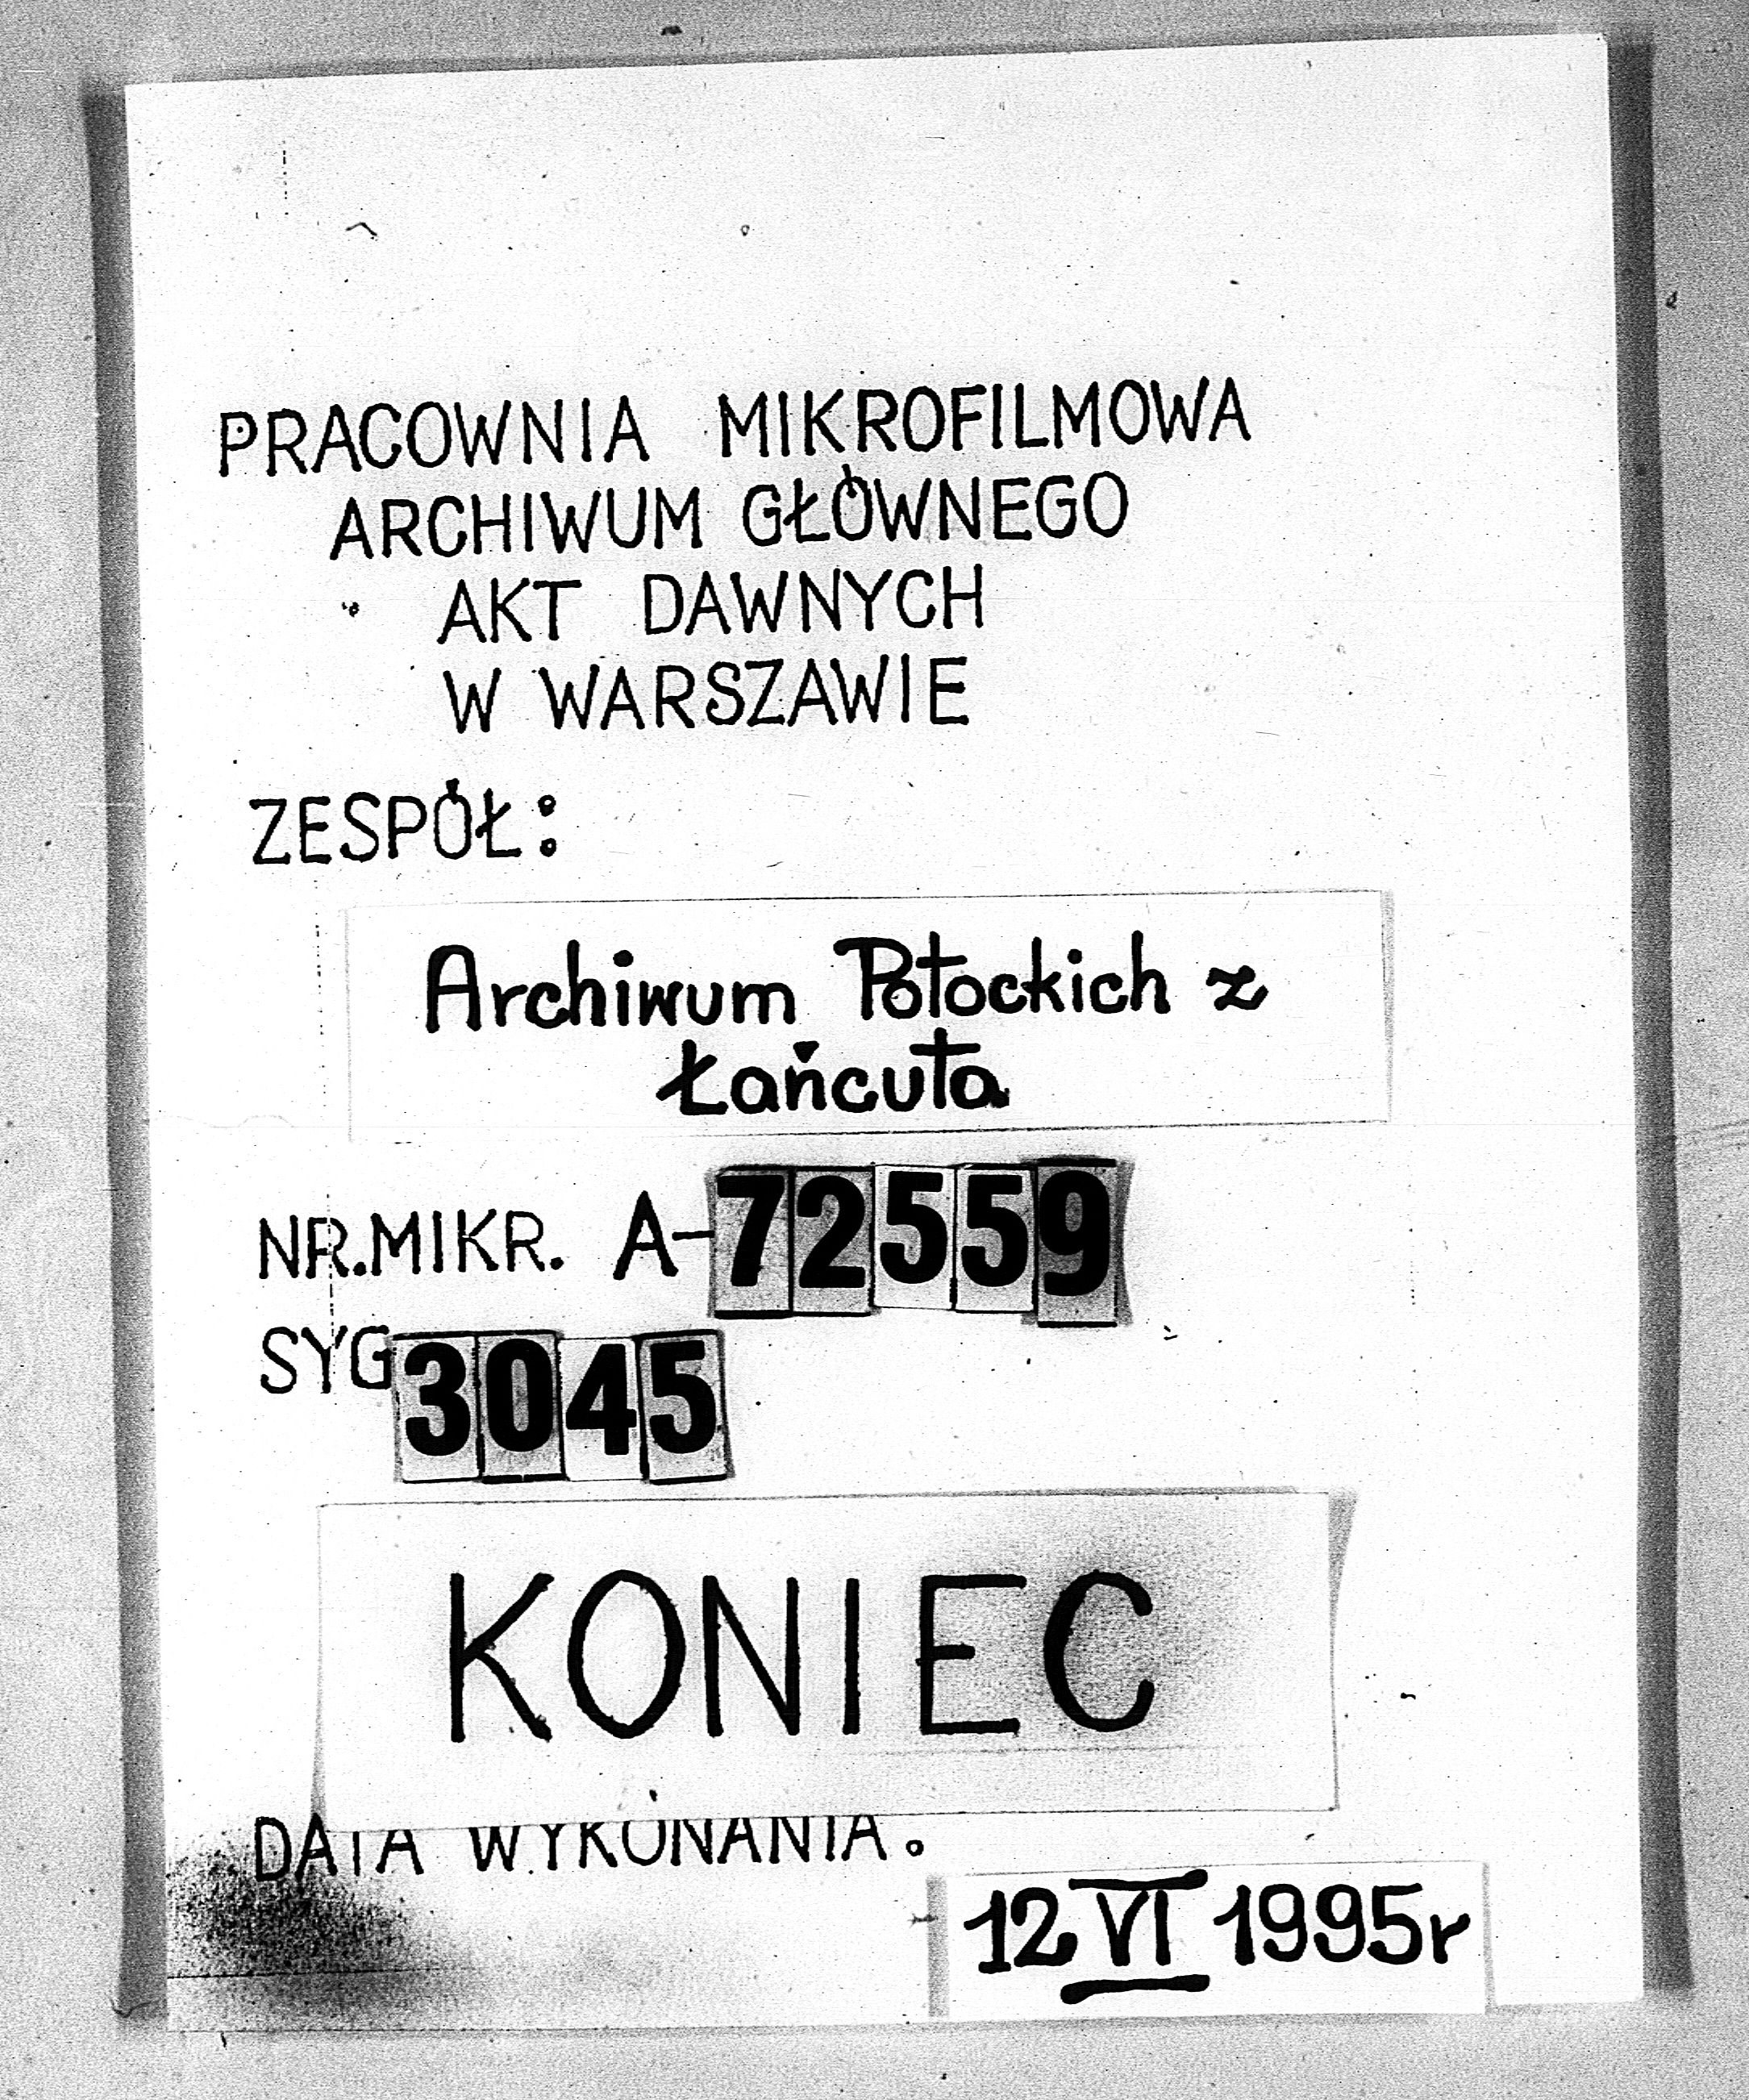 PRACOWNIA MIKROFILMOWA
ARCHIWUM GŁÓWNEGO
AKT DAWNYCH
W WARSZAWIE
ZESPÓŁ:
Archiwum Potockich z
Łańcuta
NR.MIKR. A-72559
SYG 3045
KONIEC
DATA WYKONANIA:
12 VI 1995r